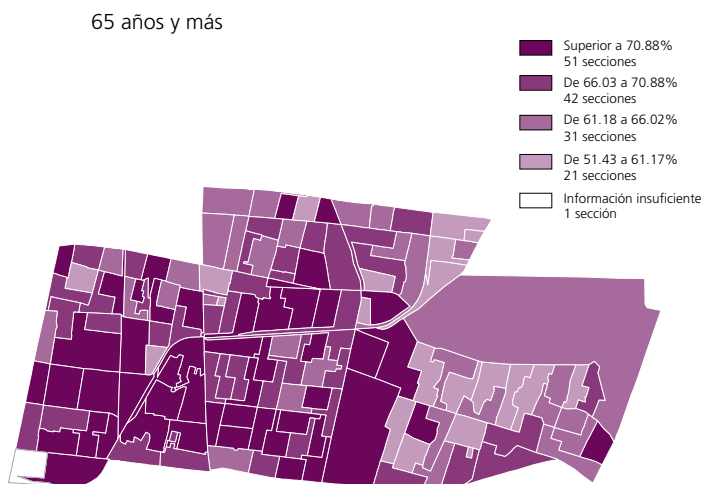 65 años y más
Superior a 70.88%
51 secciones
De 66.03 a 70.88%
42 secciones
De 61.18 a 66.02%
31 secciones
De 51.43 a 61.17%
21 secciones
Información insuficiente
1 sección